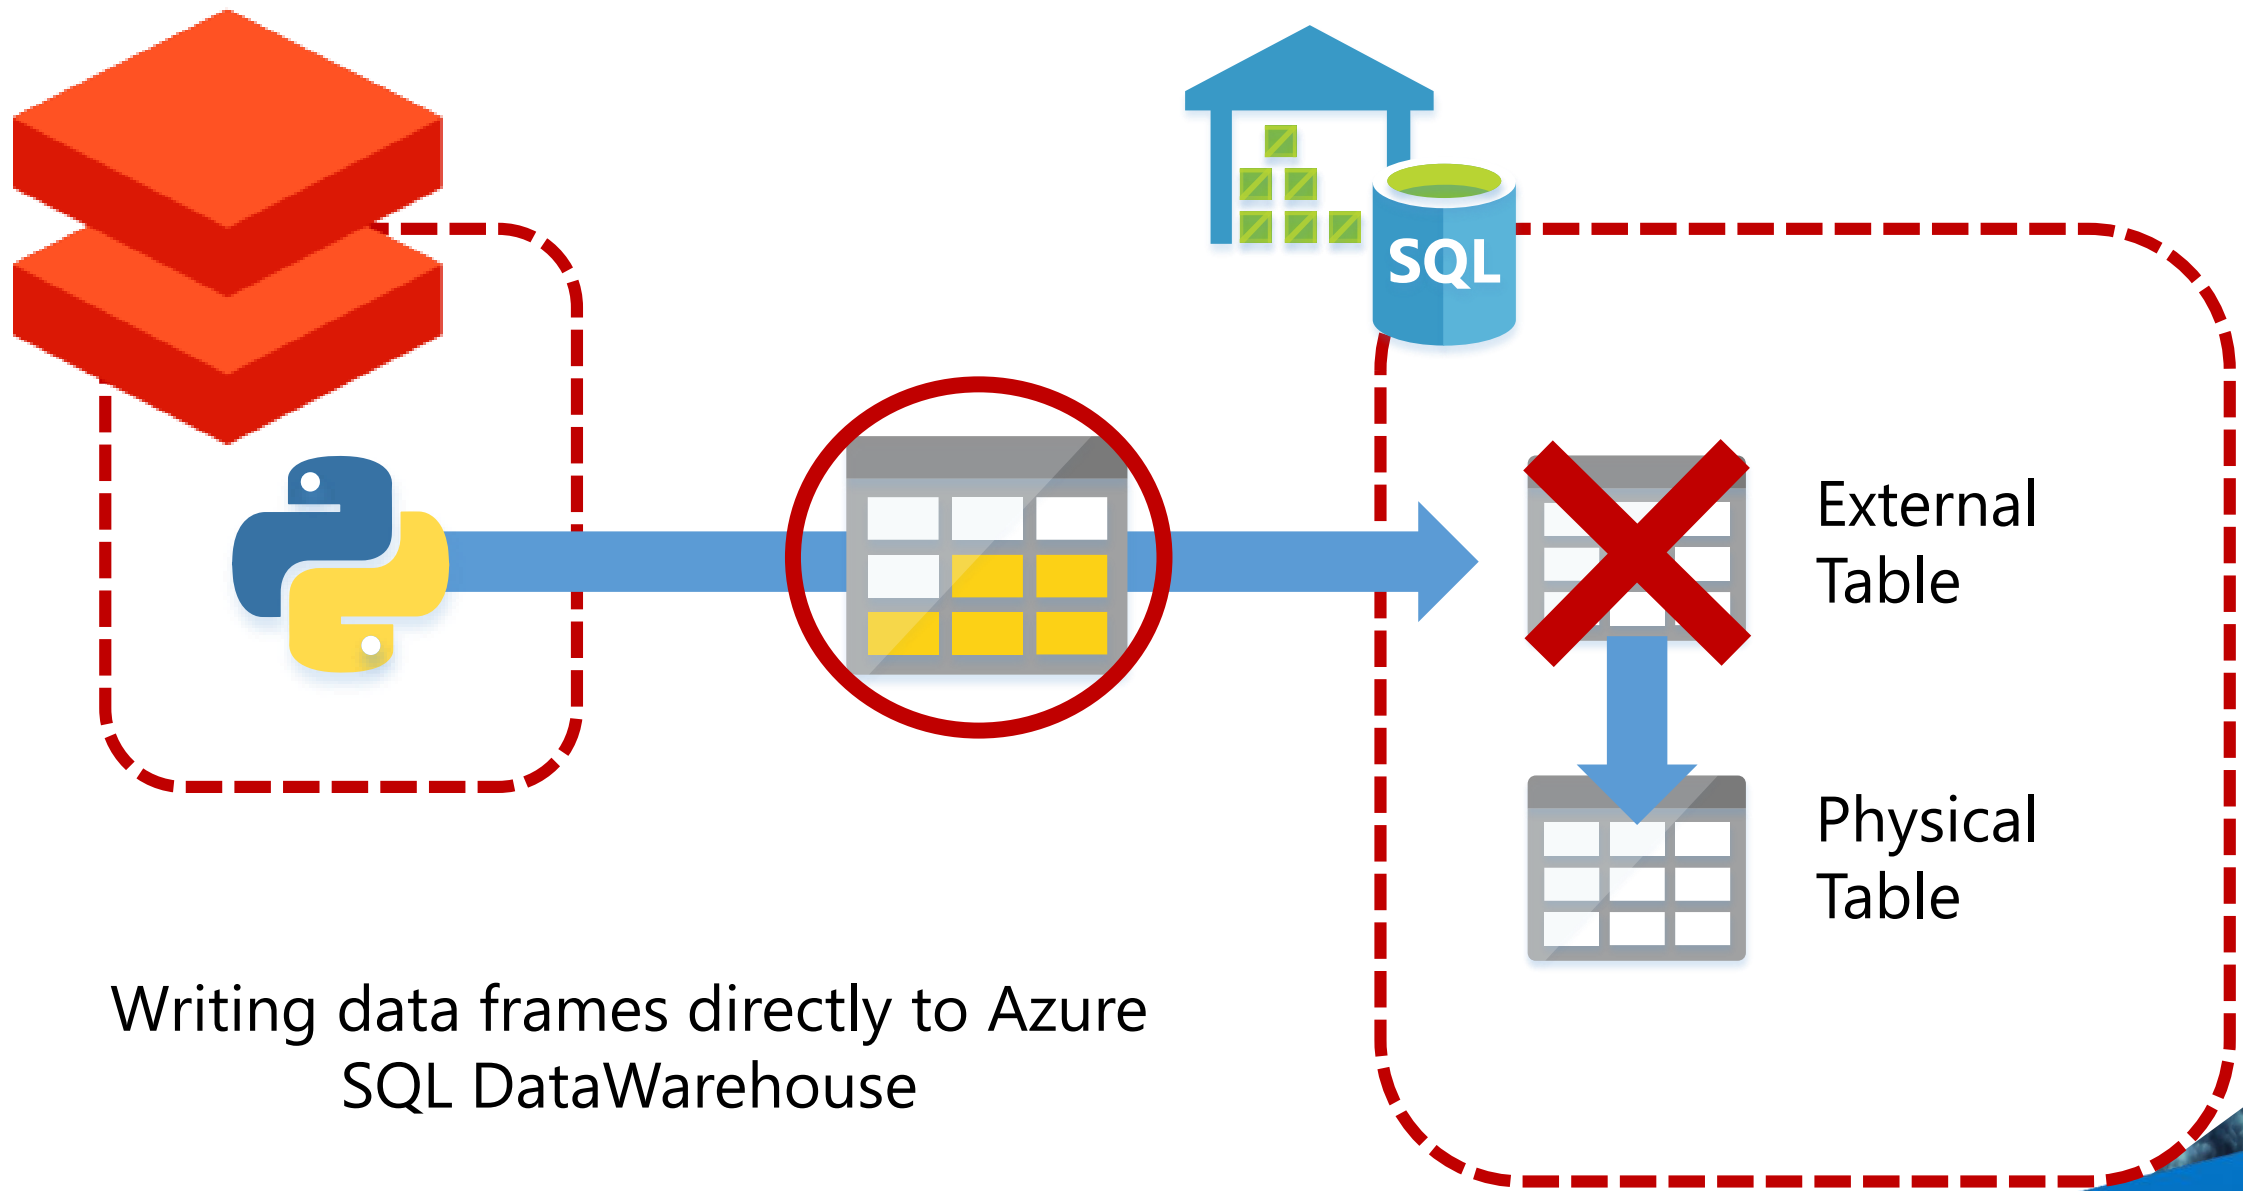 SQL
External
Table
Physical
Table
Writing data frames directly to Azure
SQL DataWarehouse